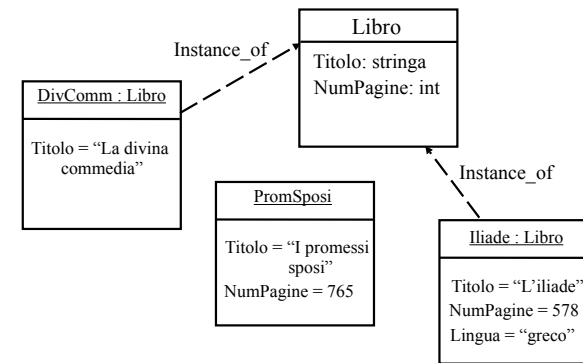 Libro
Titolo: stringa
NumPagine: int
Instance_of
DivComm : Libro
Titolo = “La divina
commedia”
PromSposi
Titolo = “I promessi
sposi”
NumPagine = 765
Instance_of
Iliade : Libro
Titolo = “L’iliade”
NumPagine = 578
Lingua = “greco”